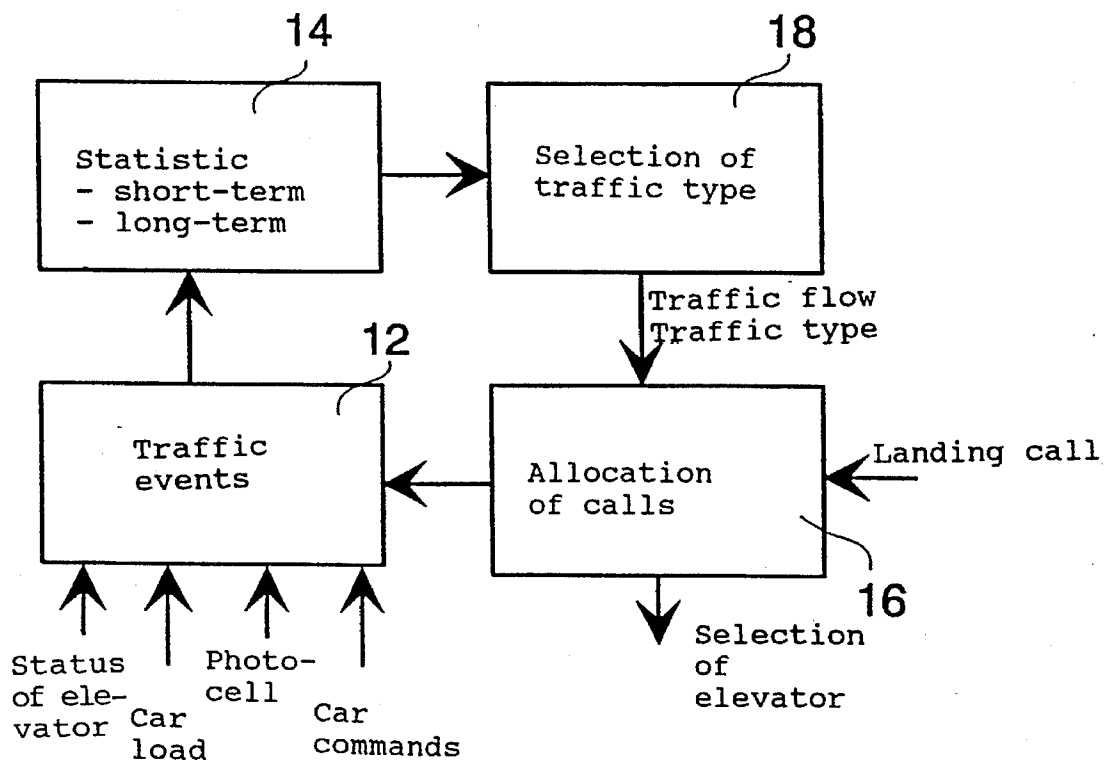 14
18
Statistic
- short-term
- long-term
Selection of
traffic type
Traffic flow
Traffic type
12
Traffic
events
Allocation
of calls
Landing call
16
Status
of ele-
vator
Car
load
Photo-
cell
Car
commands
Selection
of
elevator